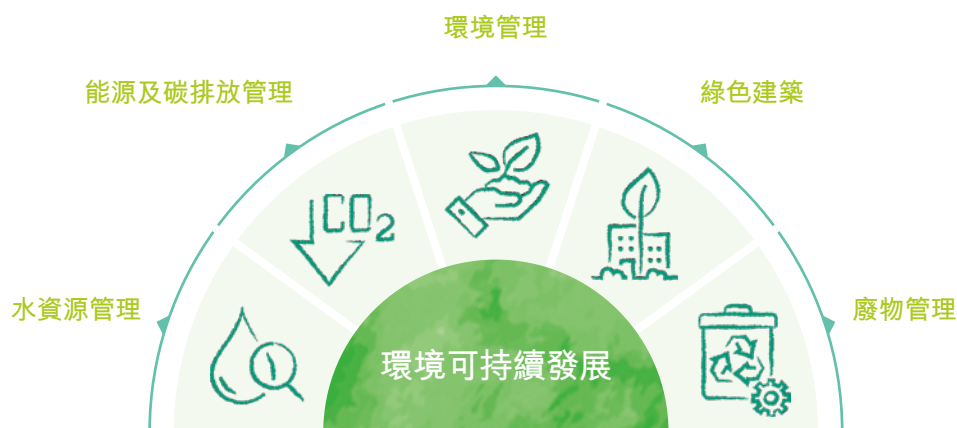 環境管理
能源及碳排放管理
綠色建築
CO2
水資源管理
廢物管理
環境可持續發展